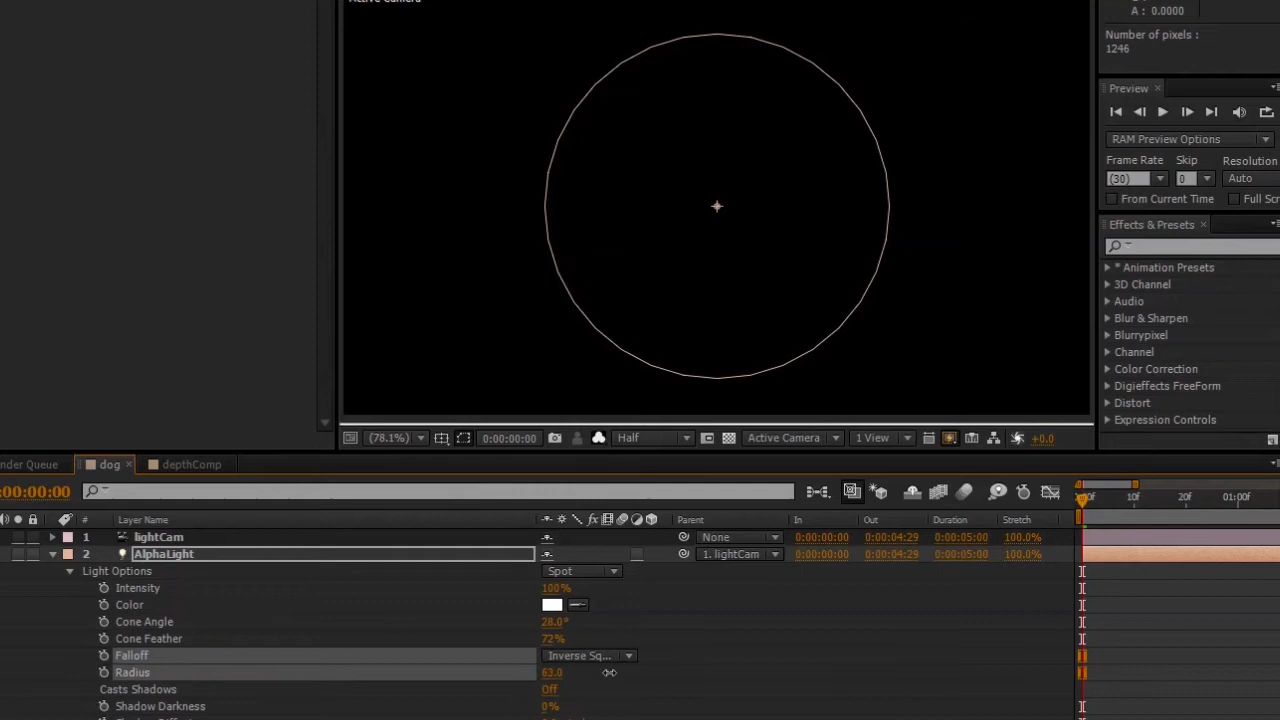 Active Camera
A : 0.0000
Number of pixels :
1246
Preview
RAM Preview Options
Frame Rate Skip Resolution
(30) 0 Auto
From Current Time Full Scr
Effects & Presets
* Animation Presets
3D Channel
Audio
Blur & Sharpen
Blurrypixel
Channel
Color Correction
Digieffects FreeForm
Distort
Expression Controls
(78.1%) 0:00:00:00 Half Active Camera 1 View +0.0
nder Queue dog depthComp
:00:00:00
00f 10f 20f 01:00f
# Layer Name fx Parent In Out Duration Stretch
1 lightCam None 0:00:00:00 0:00:04:29 0:00:05:00 100.0%
2 AlphaLight 1. lightCam 0:00:00:00 0:00:04:29 0:00:05:00 100.0%
Light Options Spot
Intensity 100%
Color
Cone Angle 28.0°
Cone Feather 72%
Falloff Inverse Sq...
Radius 63.0
Casts Shadows Off
Shadow Darkness 0%